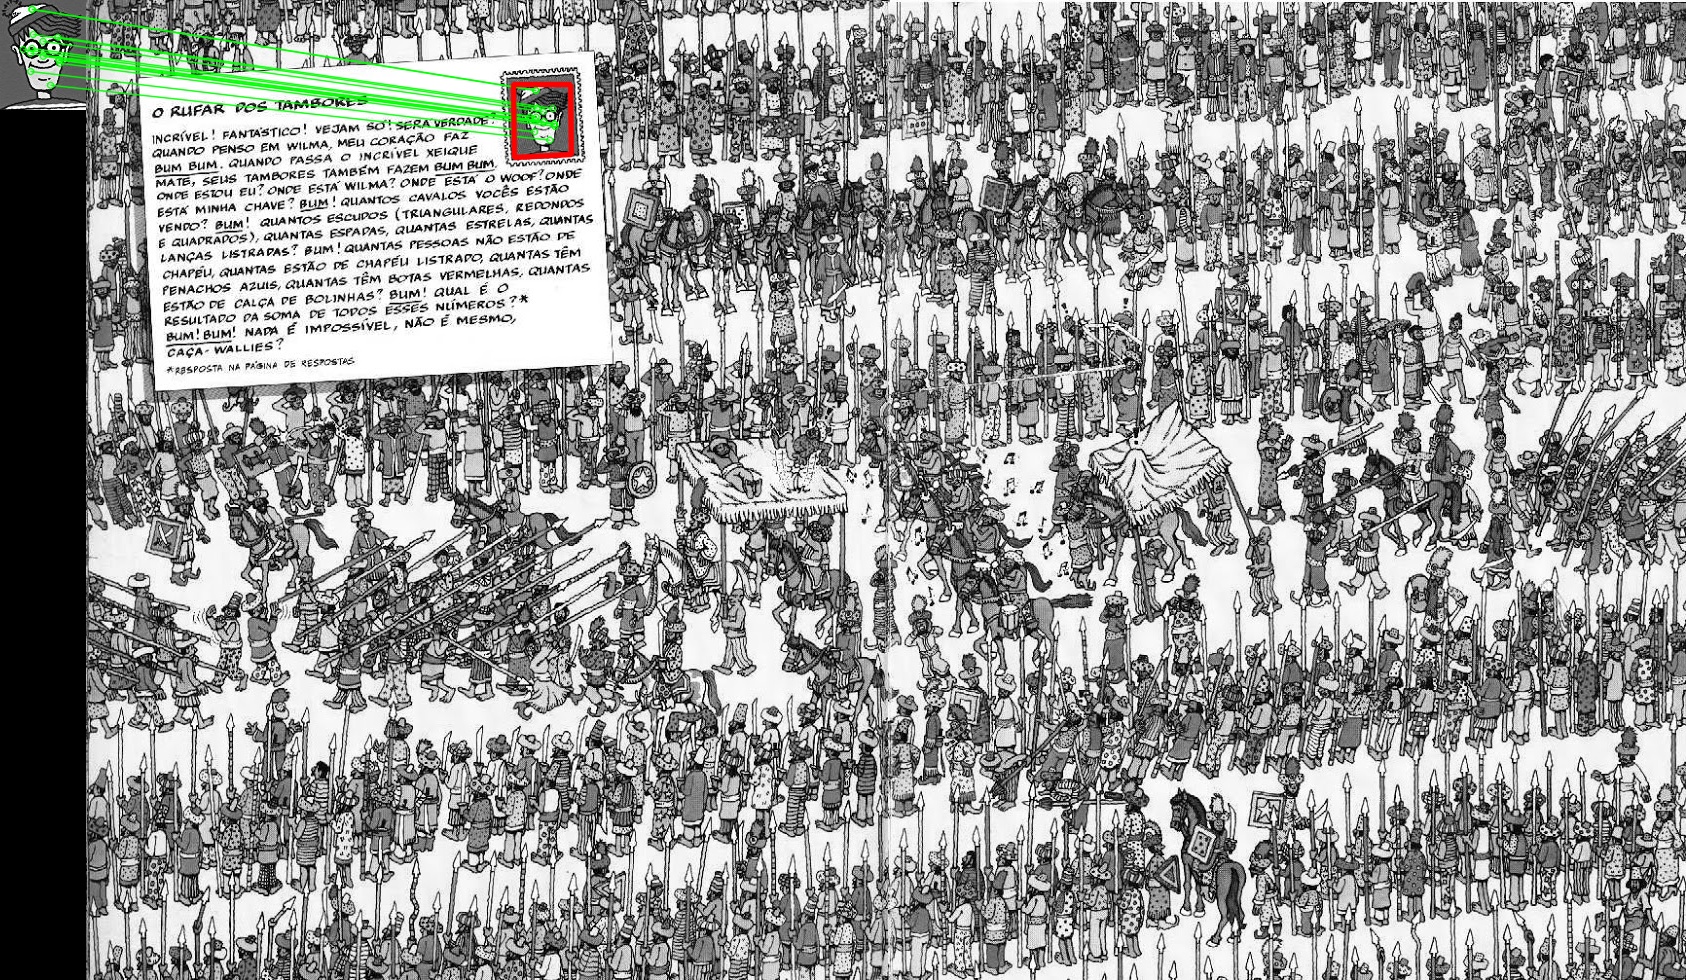 O RUFAR DOS TAMBORES
INCRÍVEL! FANTÁSTICO! VEJAM SÓ! SERÁ VERDADE?
QUANDO PENSO EM WILMA, MEU CORAÇÃO FAZ
BUM BUM. QUANDO PASSA O INCRÍVEL XEIQUE
MATE, SEUS TAMBORES TAMBÉM FAZEM BUM BUM.
ONDE ESTOU EU? ONDE ESTÁ WILMA? ONDE ESTÁ O WOOF? ONDE
ESTÁ MINHA CHAVE? BUM! QUANTOS CAVALOS VOCÊS ESTÃO
VENDO? BUM! QUANTOS ESCUDOS (TRIANGULARES, REDONDOS
E QUADRADOS), QUANTAS ESPADAS, QUANTAS ESTRELAS, QUANTAS
LANÇAS LISTRADAS? BUM! QUANTAS PESSOAS NÃO ESTÃO DE
CHAPÉU, QUANTAS ESTÃO DE CHAPÉU LISTRADO, QUANTAS TÊM
PENACHOS AZUIS, QUANTAS TÊM BOTAS VERMELHAS, QUANTAS
ESTÃO DE CALÇA DE BOLINHAS? BUM! QUAL É O
RESULTADO DA SOMA DE TODOS ESSES NÚMEROS?*
BUM! BUM! NADA É IMPOSSÍVEL, NÃO É MESMO,
CAÇA-WALLIES?
*RESPOSTA NA PÁGINA DE RESPOSTAS